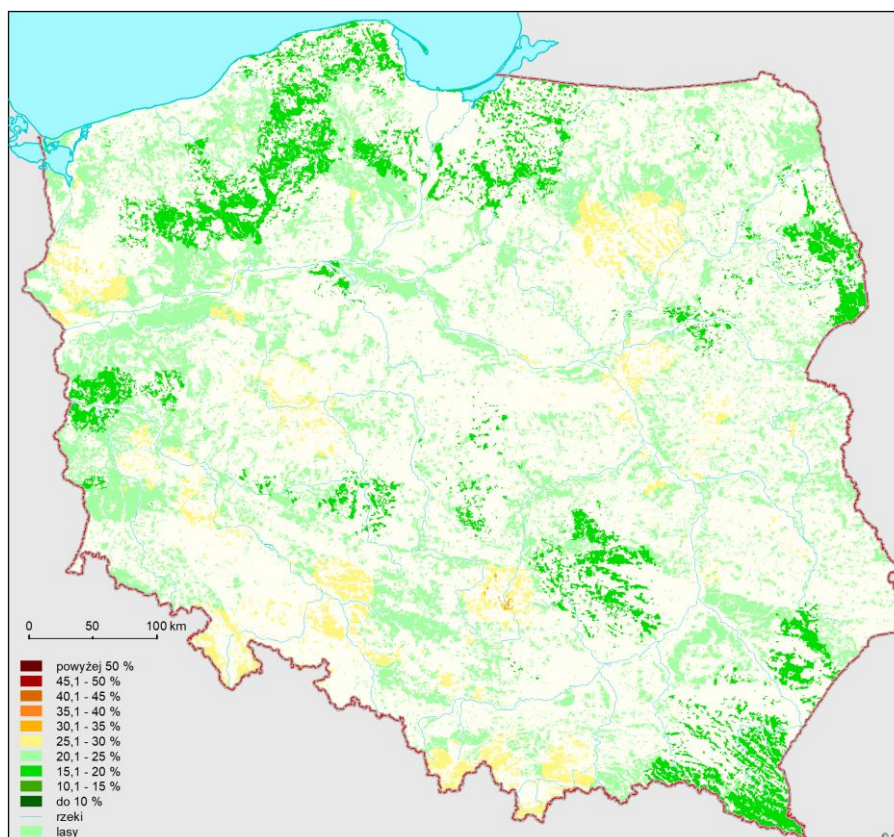 0 50 100 km
powyżej 50 %
45,1 - 50 %
40,1 - 45 %
35,1 - 40 %
30,1 - 35 %
25,1 - 30 %
20,1 - 25 %
15,1 - 20 %
10,1 - 15 %
do 10 %
rzeki
lasy